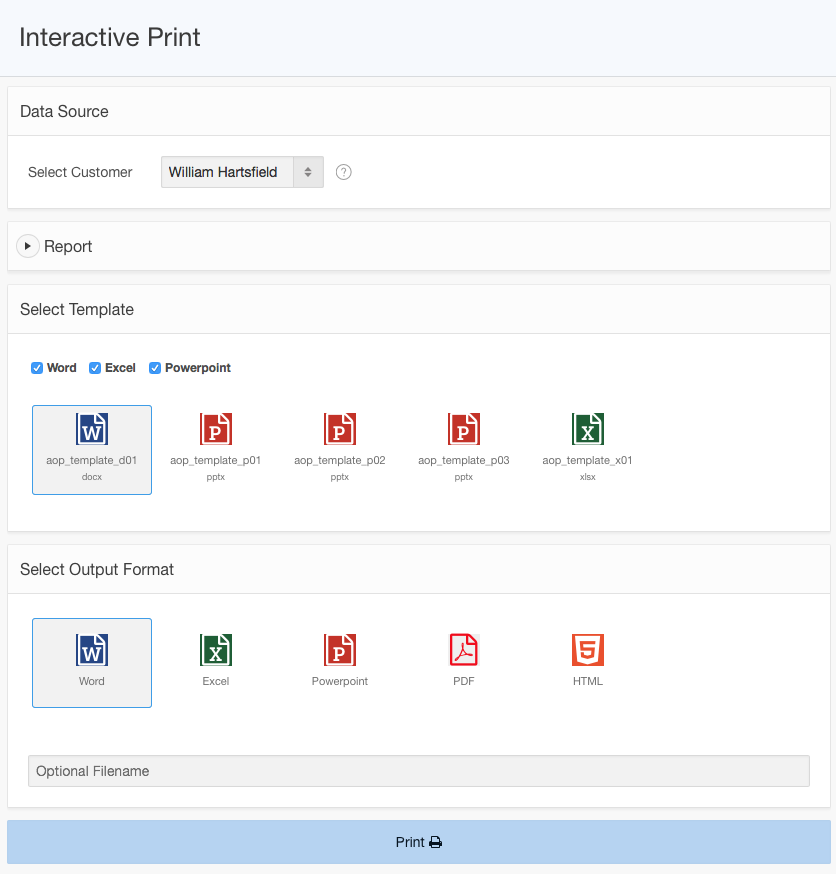 Interactive Print
Data Source
Select Customer William Hartsfield ?
Report
Select Template
Word Excel Powerpoint
W P P P X
aop_template_d01 aop_template_p01 aop_template_p02 aop_template_p03 aop_template_x01
docx pptx pptx pptx xlsx
Select Output Format
W X P 5
Word Excel Powerpoint PDF HTML
Optional Filename
Print